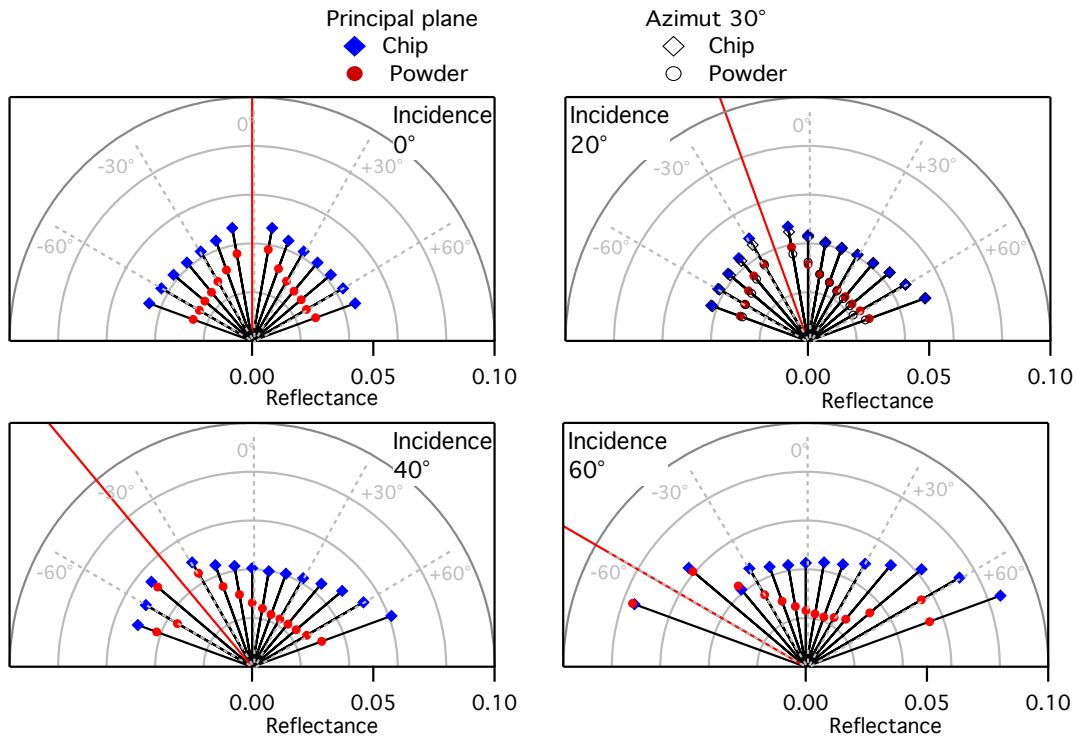 Principal plane
Chip
Powder
Azimut 30°
Chip
Powder
Incidence
0°
0°
-30°
+30°
-60°
+60°
0.00
0.05
0.10
Reflectance
Incidence
20°
0°
-30°
+30°
-60°
+60°
0.00
0.05
0.10
Reflectance
Incidence
40°
0°
-30°
+30°
-60°
+60°
0.00
0.05
0.10
Reflectance
Incidence
60°
0°
-30°
+30°
-60°
+60°
0.00
0.05
0.10
Reflectance